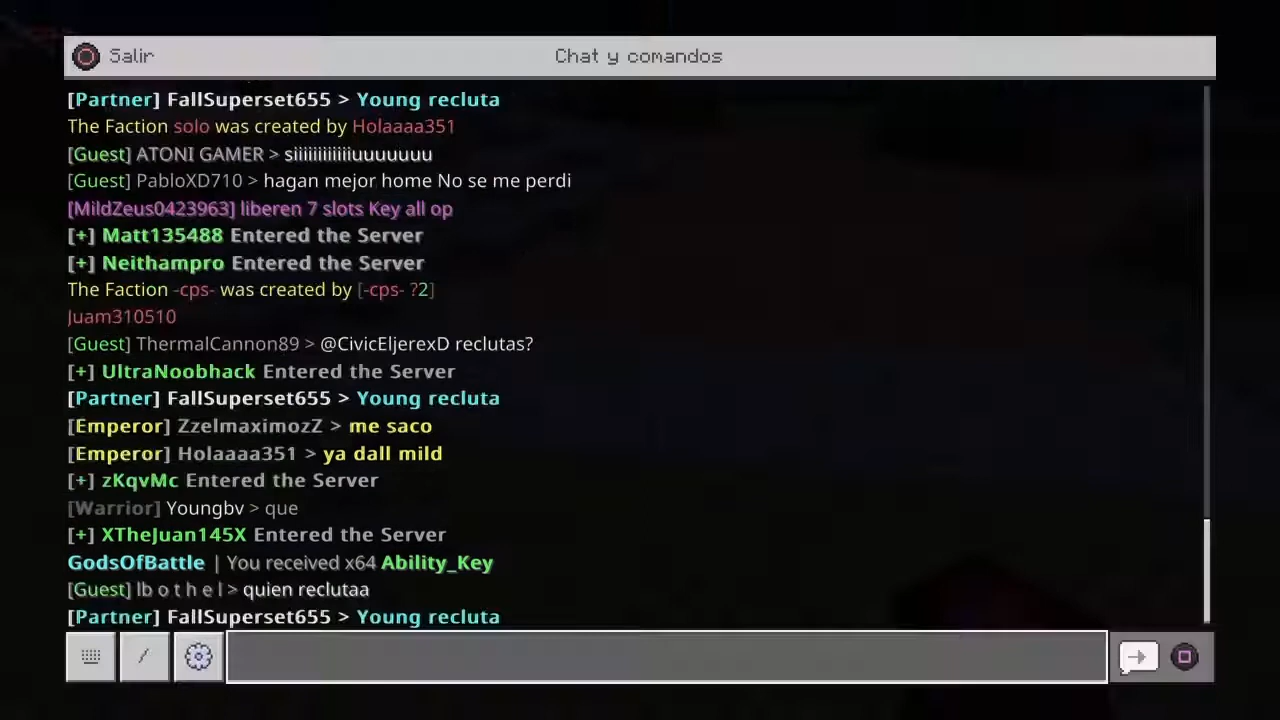 Salir
Chat y comandos
[Partner] FallSuperset655 > Young recluta
The Faction solo was created by Holaaaa351
[Guest] ATONI GAMER > siiiiiiiiiiiiuuuuuuu
[Guest] PabloXD710 > hagan mejor home No se me perdi
[MildZeus0423963] liberen 7 slots Key all op
[+] Matt135488 Entered the Server
[+] Neithampro Entered the Server
The Faction -cps- was created by [-cps- ?2]
Juam310510
[Guest] ThermalCannon89 > @CivicEljerexD reclutas?
[+] UltraNoobhack Entered the Server
[Partner] FallSuperset655 > Young recluta
[Emperor] ZzelmaximozZ > me saco
[Emperor] Holaaaa351 > ya dall mild
[+] zKqvMc Entered the Server
[Warrior] Youngbv > que
[+] XTheJuan145X Entered the Server
GodsOfBattle | You received x64 Ability_Key
[Guest] lb o t h e l > quien reclutaa
[Partner] FallSuperset655 > Young recluta